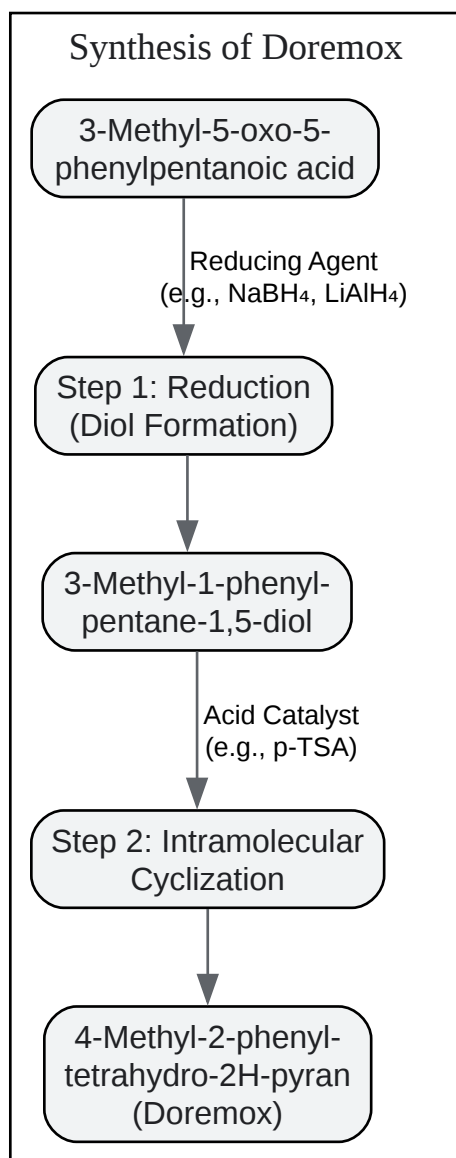 Synthesis of Doremox
3-Methyl-5-oxo-5-
phenylpentanoic acid
Reducing Agent
(e.g., NaBH₄, LiAlH₄)
Step 1: Reduction
(Diol Formation)
3-Methyl-1-phenyl-
pentane-1,5-diol
Acid Catalyst
(e.g., p-TSA)
Step 2: Intramolecular
Cyclization
4-Methyl-2-phenyl-
tetrahydro-2H-pyran
(Doremox)